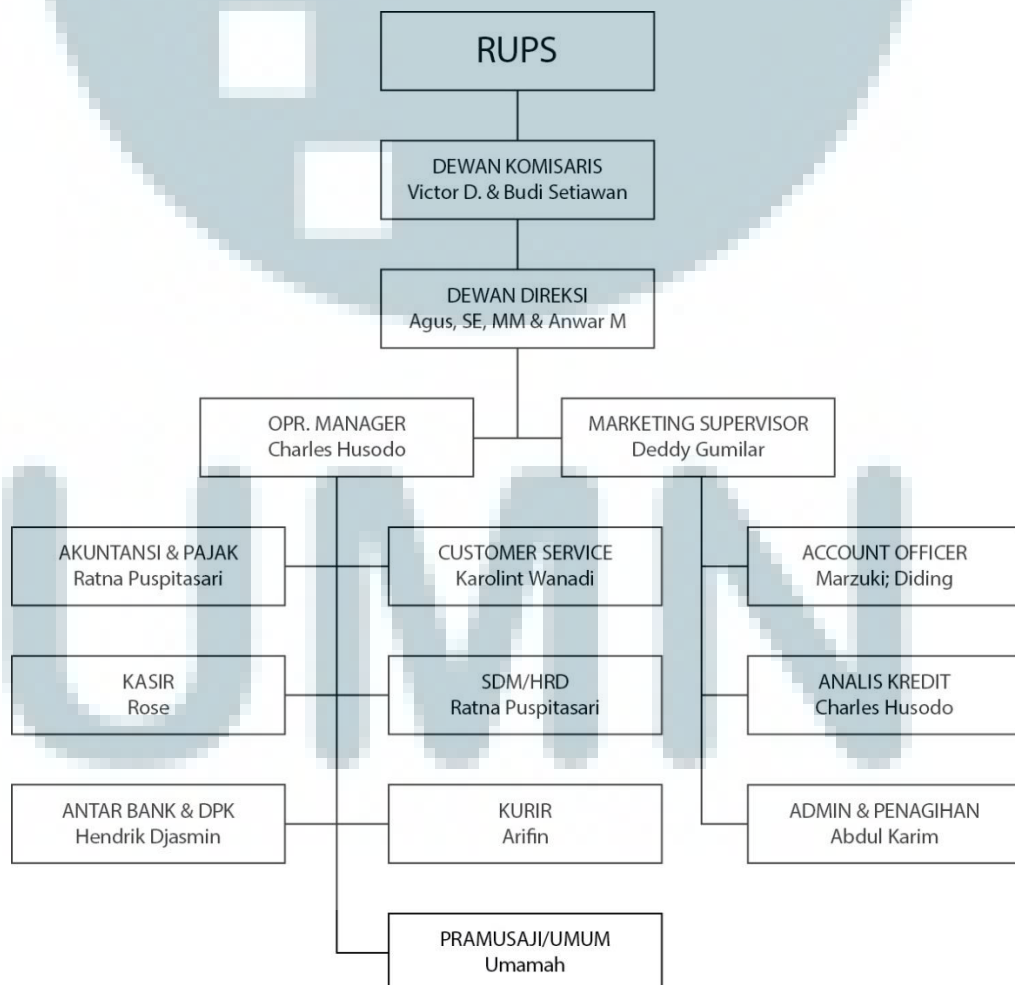 RUPS
DEWAN KOMISARIS
Victor D. & Budi Setiawan
DEWAN DIREKSI
Agus, SE, MM & Anwar M
OPR. MANAGER
Charles Husodo
MARKETING SUPERVISOR
Deddy Gumilar
AKUNTANSI & PAJAK
Ratna Puspitasari
CUSTOMER SERVICE
Karolint Wanadi
ACCOUNT OFFICER
Marzuki; Diding
KASIR
Rose
SDM/HRD
Ratna Puspitasari
ANALIS KREDIT
Charles Husodo
ANTAR BANK & DPK
Hendrik Djasmin
KURIR
Arifin
ADMIN & PENAGIHAN
Abdul Karim
PRAMUSAJI/UMUM
Umamah
UMN